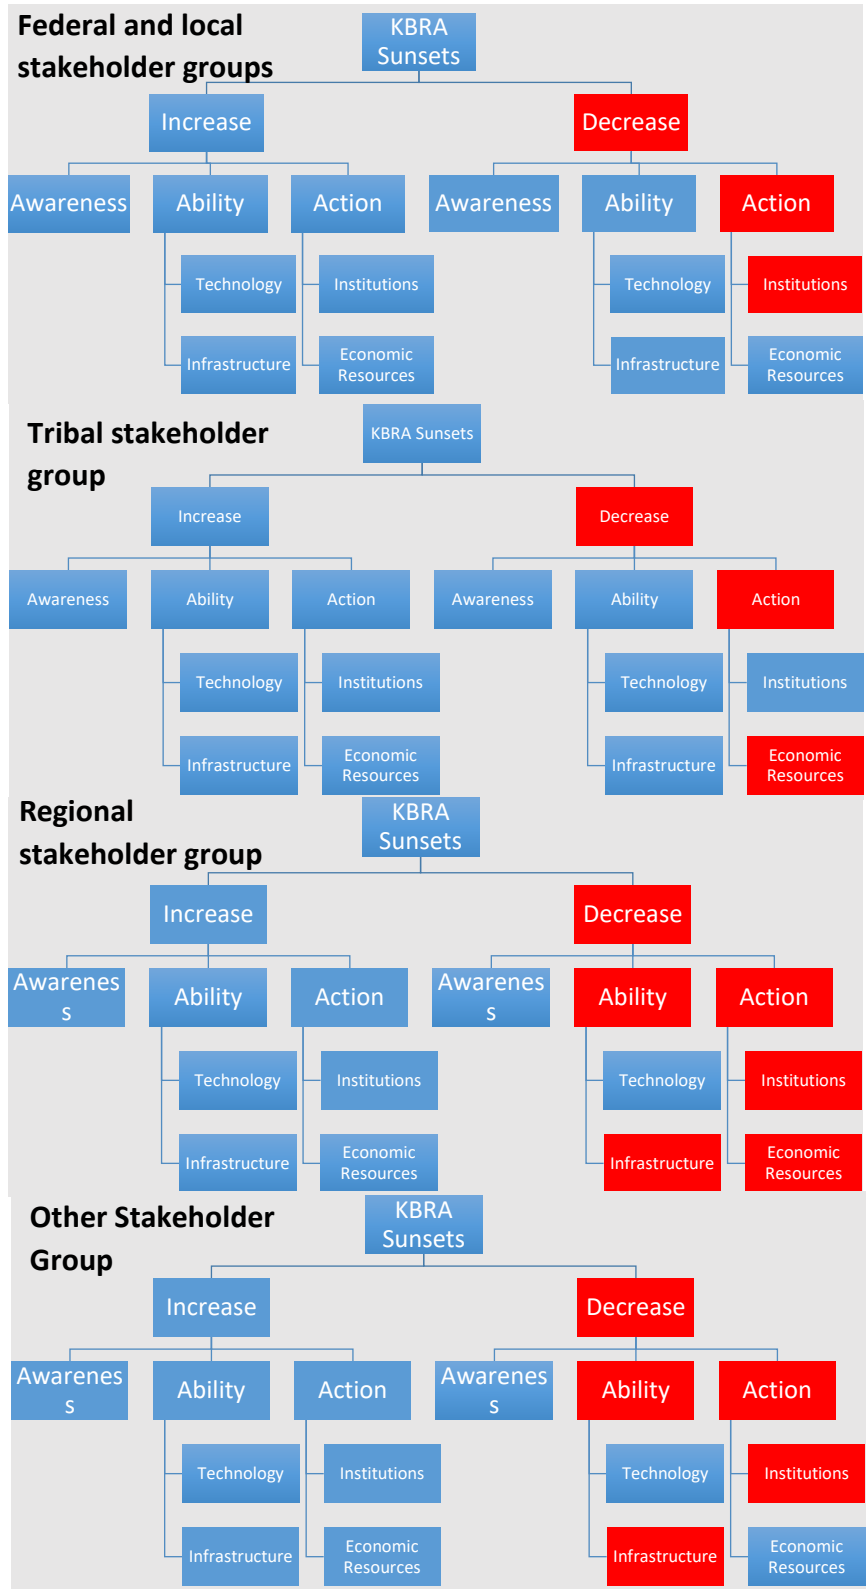 Federal and local
stakeholder groups
KBRA
Sunsets
Increase
Decrease
Awareness
Ability
Action
Awareness
Ability
Action
Technology
Institutions
Technology
Institutions
Infrastructure
Economic
Resources
Infrastructure
Economic
Resources
Tribal stakeholder
group
KBRA Sunsets
Increase
Decrease
Awareness
Ability
Action
Awareness
Ability
Action
Technology
Institutions
Technology
Institutions
Infrastructure
Economic
Resources
Infrastructure
Economic
Resources
Regional
stakeholder group
KBRA
Sunsets
Increase
Decrease
Awarenes
s
Ability
Action
Awarenes
s
Ability
Action
Technology
Institutions
Technology
Institutions
Infrastructure
Economic
Resources
Infrastructure
Economic
Resources
Other Stakeholder
Group
KBRA
Sunsets
Increase
Decrease
Awarenes
s
Ability
Action
Awarenes
s
Ability
Action
Technology
Institutions
Technology
Institutions
Infrastructure
Economic
Resources
Infrastructure
Economic
Resources